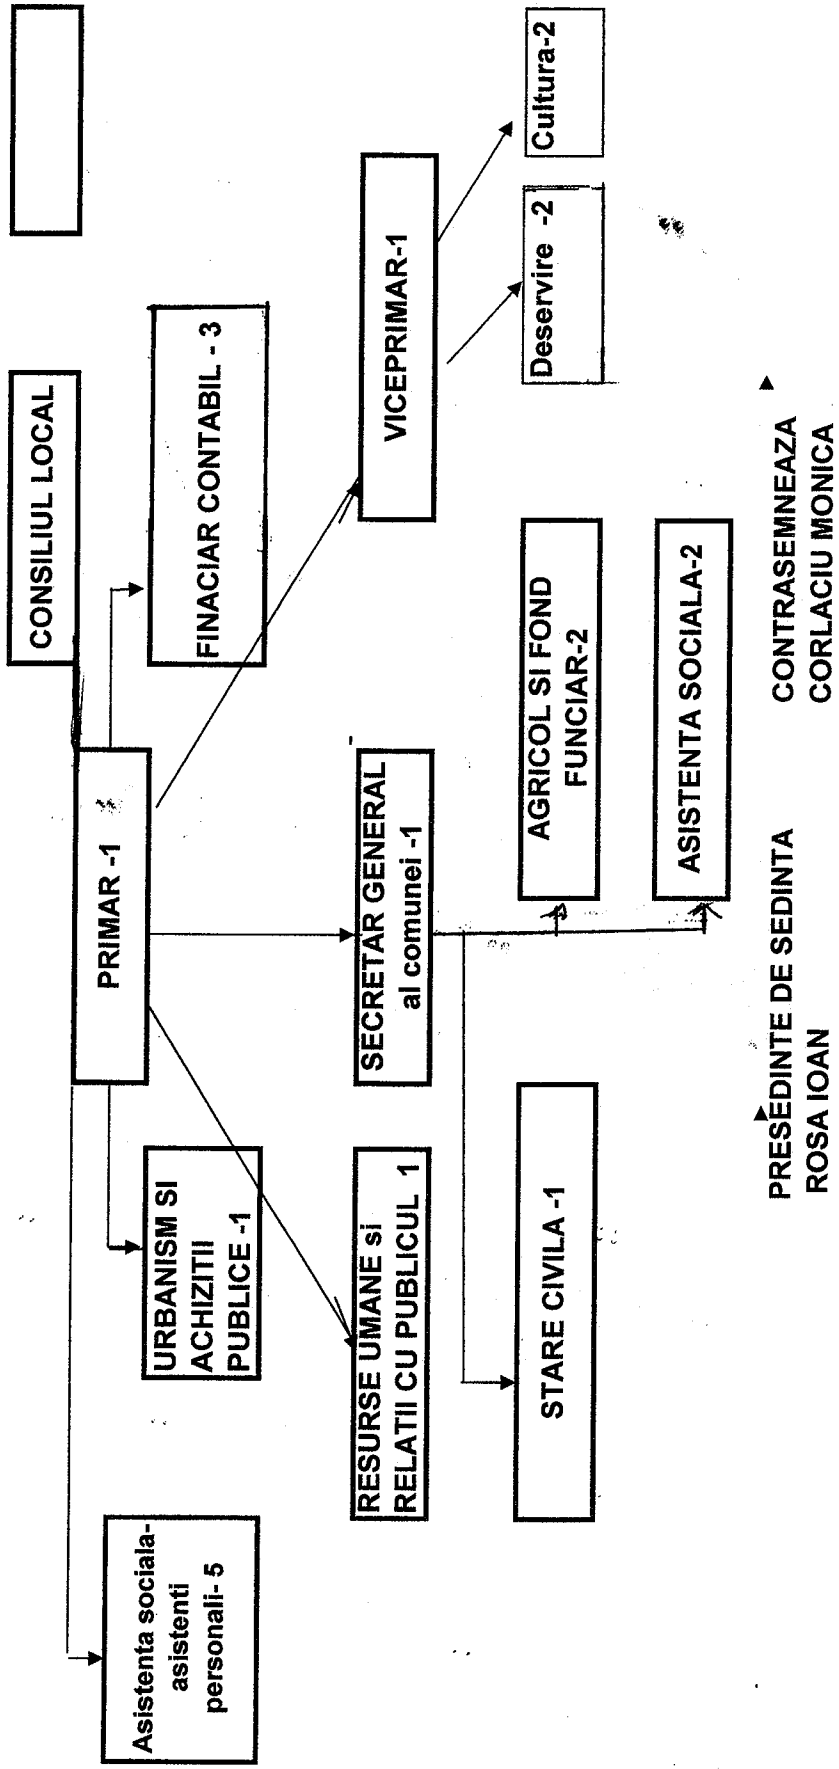 CONSILIUL LOCAL
PRIMAR -1
Asistenta sociala-
asistenti
personali- 5
URBANISM SI
ACHIZITII
PUBLICE -1
FINACIAR CONTABIL - 3
RESURSE UMANE si
RELATII CU PUBLICUL 1
SECRETAR GENERAL
al comunei -1
VICEPRIMAR-1
STARE CIVILA -1
AGRICOL SI FOND
FUNCIAR-2
Deservire -2
Cultura-2
ASISTENTA SOCIALA-2
PRESEDINTE DE SEDINTA
ROSA IOAN
CONTRASEMNEAZA
CORLACIU MONICA